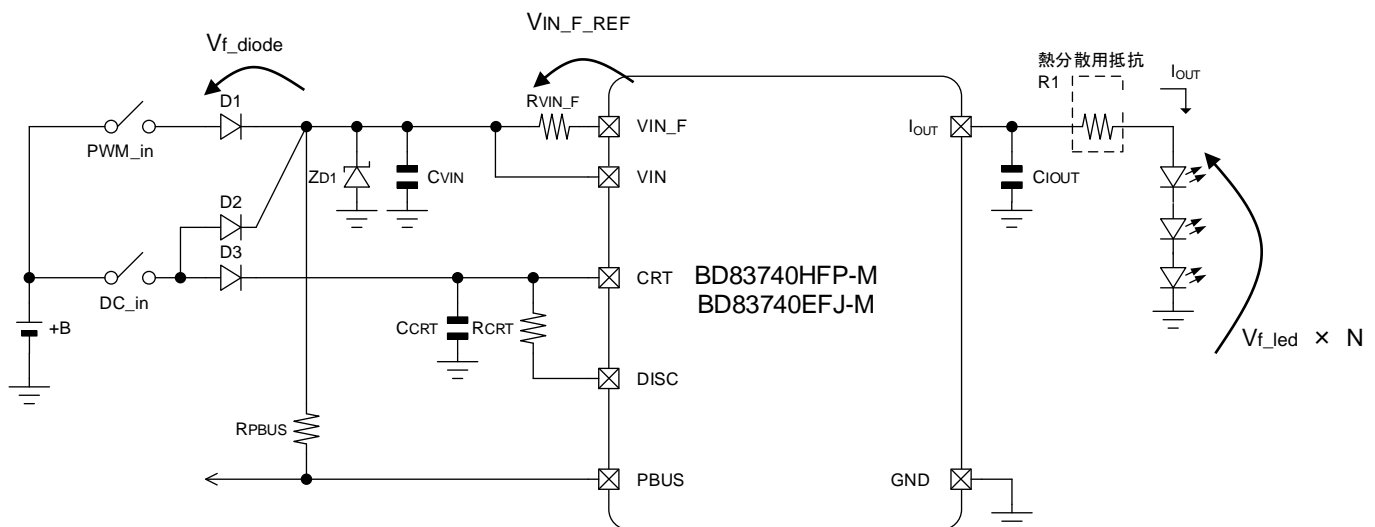 VIN_F_REF
Vf_diode
熱分散用抵抗
R1
IOUT
D1
RVIN_F
PWM_in
VIN_F
IOUT
ZD1
CVIN
VIN
CIOUT
D2
D3
DC_in
CRT
BD83740HFP-M
BD83740EFJ-M
+B
CCRT
RCRT
Vf_led × N
DISC
RPBUS
PBUS
GND